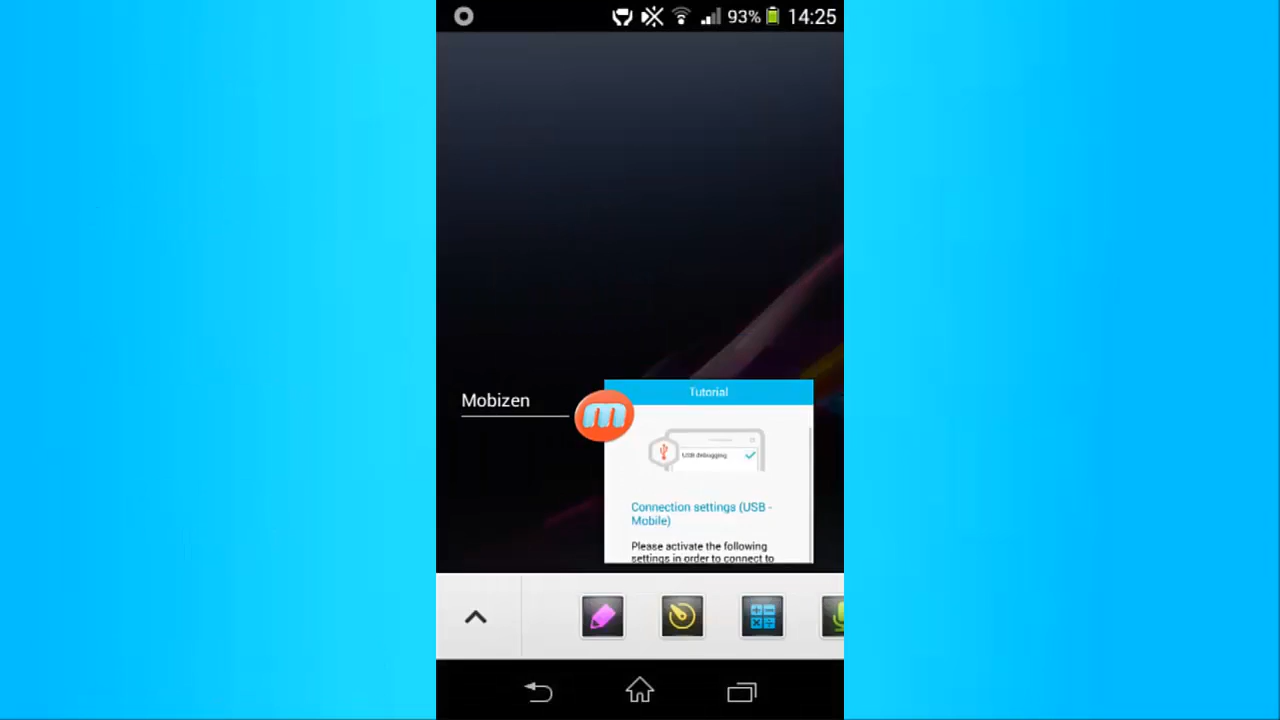 93% 14:25
Mobizen
m
Tutorial
USB debugging
Connection settings (USB -
Mobile)
Please activate the following
settings in order to connect to